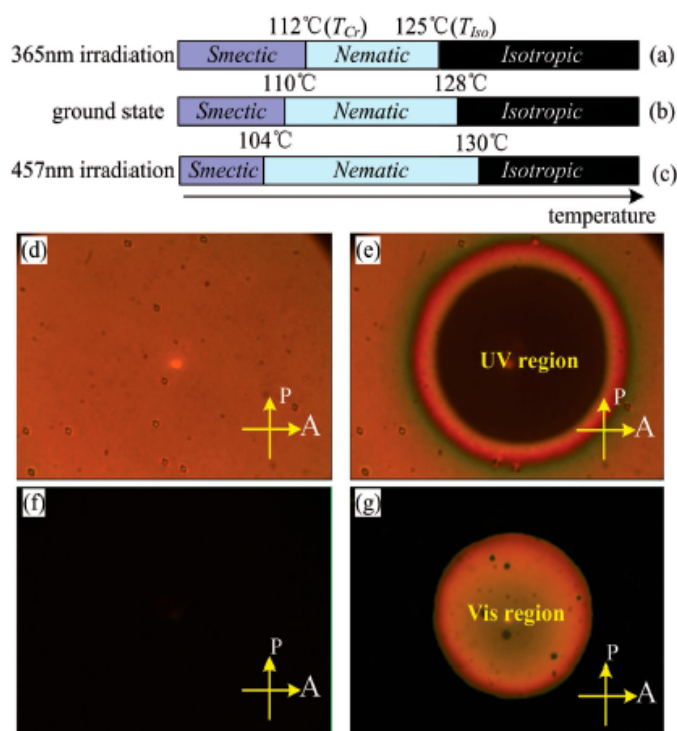 112℃(T_Cr) 125℃(T_Iso)
365nm irradiation Smectic Nematic Isotropic (a)
110℃ 128℃
ground state Smectic Nematic Isotropic (b)
104℃ 130℃
457nm irradiation Smectic Nematic Isotropic (c)
temperature
(d) P A
(e) UV region P A
(f) P A
(g) Vis region P A